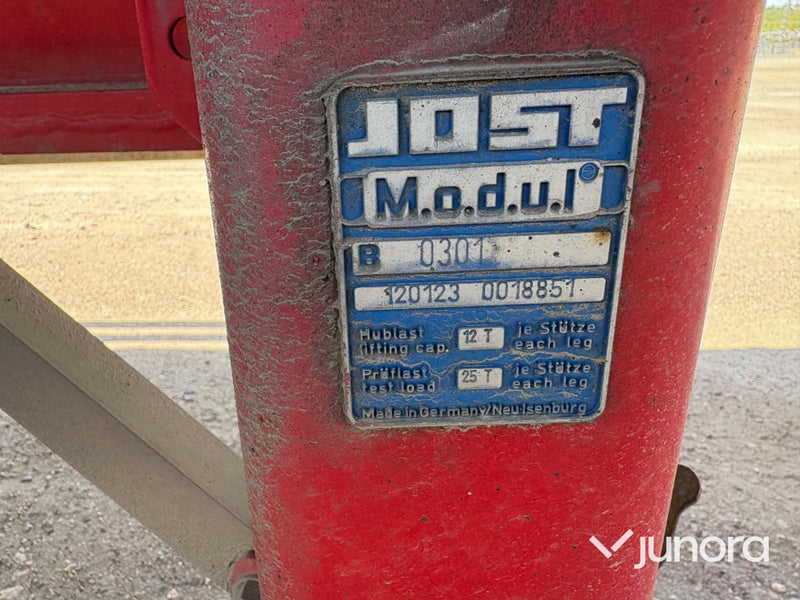 JOST
M.o.d.u.l
B 0301
120123 0018851
Hublast 12 T je Stütze
lifting cap. each leg
Prüflast 25 T je Stütze
test load each leg
Made in Germany/Neu Isenburg
junora